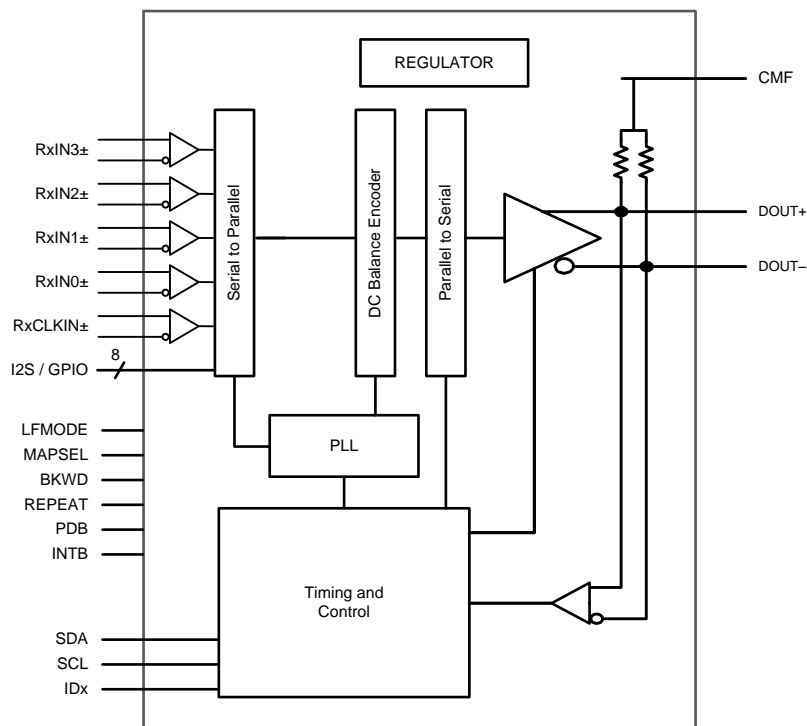 REGULATOR
CMF
RxIN3±
RxIN2±
RxIN1±
RxIN0±
RxCLKIN±
I2S / GPIO
8
Serial to Parallel
DC Balance Encoder
Parallel to Serial
DOUT+
DOUT–
LFMODE
MAPSEL
BKWD
REPEAT
PDB
INTB
PLL
Timing and
Control
SDA
SCL
IDx